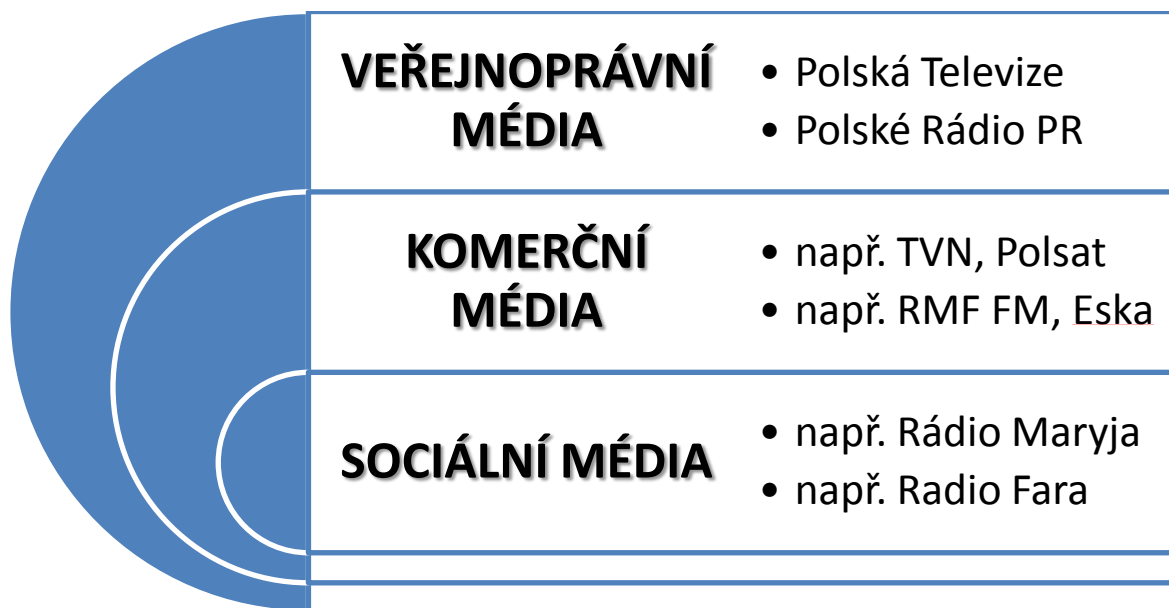 VEŘEJNOPRÁVNÍ
MÉDIA
• Polská Televize
• Polské Rádio PR
KOMERČNÍ
MÉDIA
• např. TVN, Polsat
• např. RMF FM, Eska
SOCIÁLNÍ MÉDIA
• např. Rádio Maryja
• např. Radio Fara